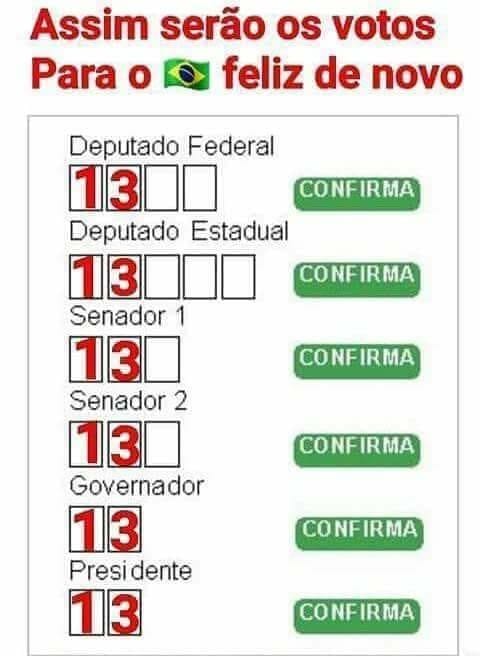 Assim serão os votos
Para o 🇧🇷 feliz de novo
Deputado Federal
13 CONFIRMA
Deputado Estadual
13 CONFIRMA
Senador 1
13 CONFIRMA
Senador 2
13 CONFIRMA
Governador
13 CONFIRMA
Presidente
13 CONFIRMA